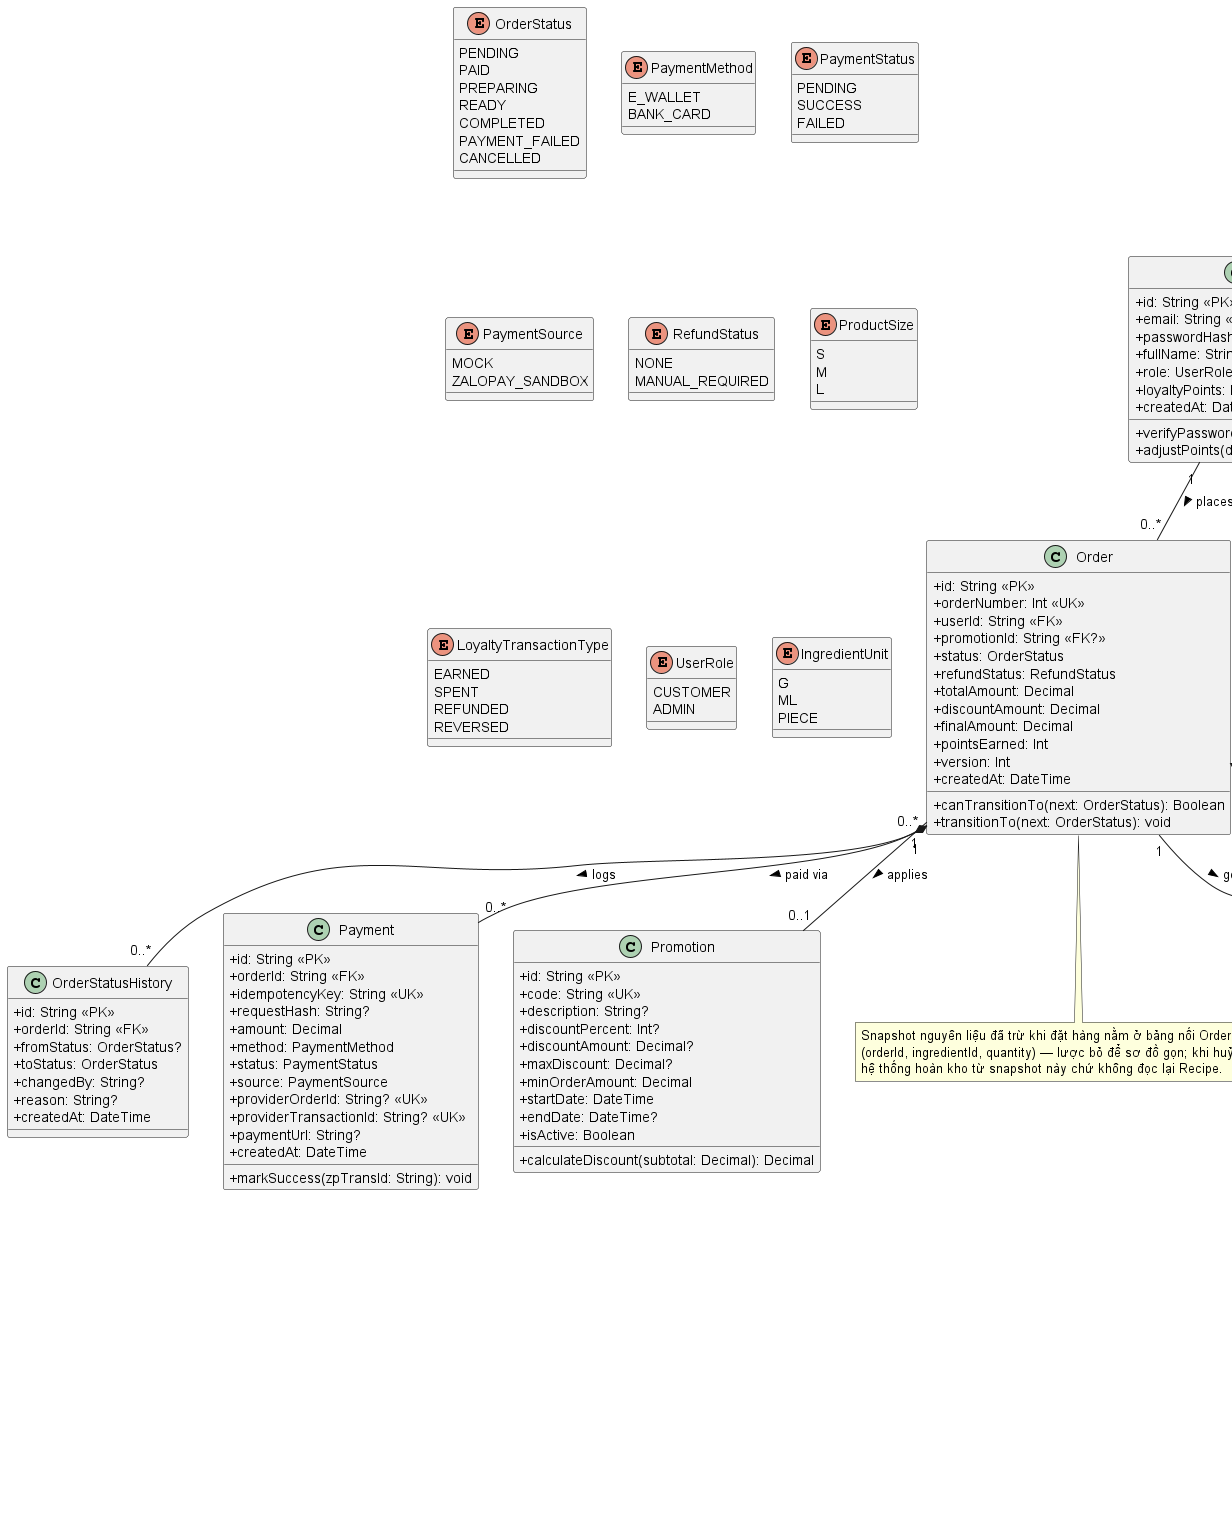 E OrderStatus
PENDING
PAID
PREPARING
READY
COMPLETED
PAYMENT_FAILED
CANCELLED
E PaymentMethod
E_WALLET
BANK_CARD
E PaymentStatus
PENDING
SUCCESS
FAILED
E PaymentSource
MOCK
ZALOPAY_SANDBOX
E RefundStatus
NONE
MANUAL_REQUIRED
E ProductSize
S
M
L
+id: String «PK»
+email: String «
+passwordHash
+fullName: Strin
+role: UserRole
+loyaltyPoints:
+createdAt: Dat
+verifyPassword
+adjustPoints(d
1
places
0..*
E LoyaltyTransactionType
EARNED
SPENT
REFUNDED
REVERSED
E UserRole
CUSTOMER
ADMIN
E IngredientUnit
G
ML
PIECE
C Order
+id: String «PK»
+orderNumber: Int «UK»
+userId: String «FK»
+promotionId: String «FK?»
+status: OrderStatus
+refundStatus: RefundStatus
+totalAmount: Decimal
+discountAmount: Decimal
+finalAmount: Decimal
+pointsEarned: Int
+version: Int
+createdAt: DateTime
+canTransitionTo(next: OrderStatus): Boolean
+transitionTo(next: OrderStatus): void
0..*
1
1
1
logs
paid via
applies
ge
0..*
0..*
0..1
C OrderStatusHistory
+id: String «PK»
+orderId: String «FK»
+fromStatus: OrderStatus?
+toStatus: OrderStatus
+changedBy: String?
+reason: String?
+createdAt: DateTime
C Payment
+id: String «PK»
+orderId: String «FK»
+idempotencyKey: String «UK»
+requestHash: String?
+amount: Decimal
+method: PaymentMethod
+status: PaymentStatus
+source: PaymentSource
+providerOrderId: String? «UK»
+providerTransactionId: String? «UK»
+paymentUrl: String?
+createdAt: DateTime
+markSuccess(zpTransId: String): void
C Promotion
+id: String «PK»
+code: String «UK»
+description: String?
+discountPercent: Int?
+discountAmount: Decimal?
+maxDiscount: Decimal?
+minOrderAmount: Decimal
+startDate: DateTime
+endDate: DateTime?
+isActive: Boolean
+calculateDiscount(subtotal: Decimal): Decimal
Snapshot nguyên liệu đã trừ khi đặt hàng nằm ở bảng nối Order
(orderId, ingredientId, quantity) — lược bỏ để sơ đồ gọn; khi huỷ
hệ thống hoàn kho từ snapshot này chứ không đọc lại Recipe.